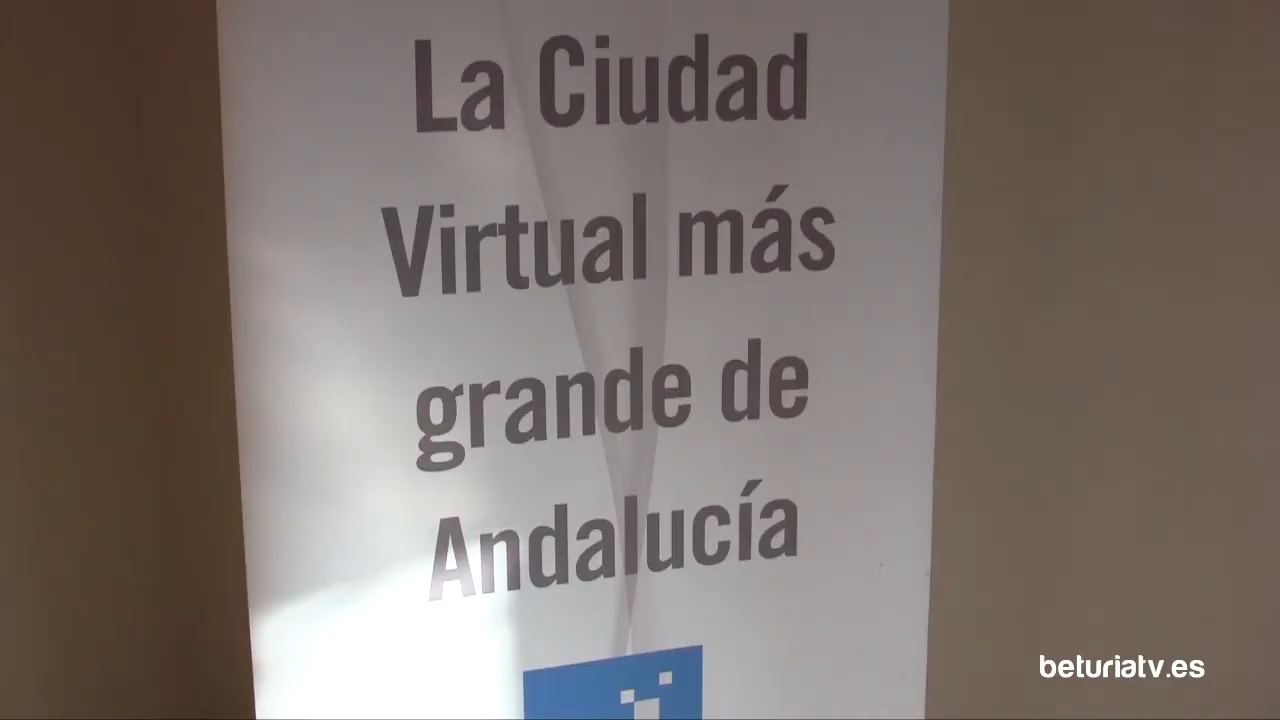 La Ciudad
Virtual más
grande de
Andalucía
beturiatv.es